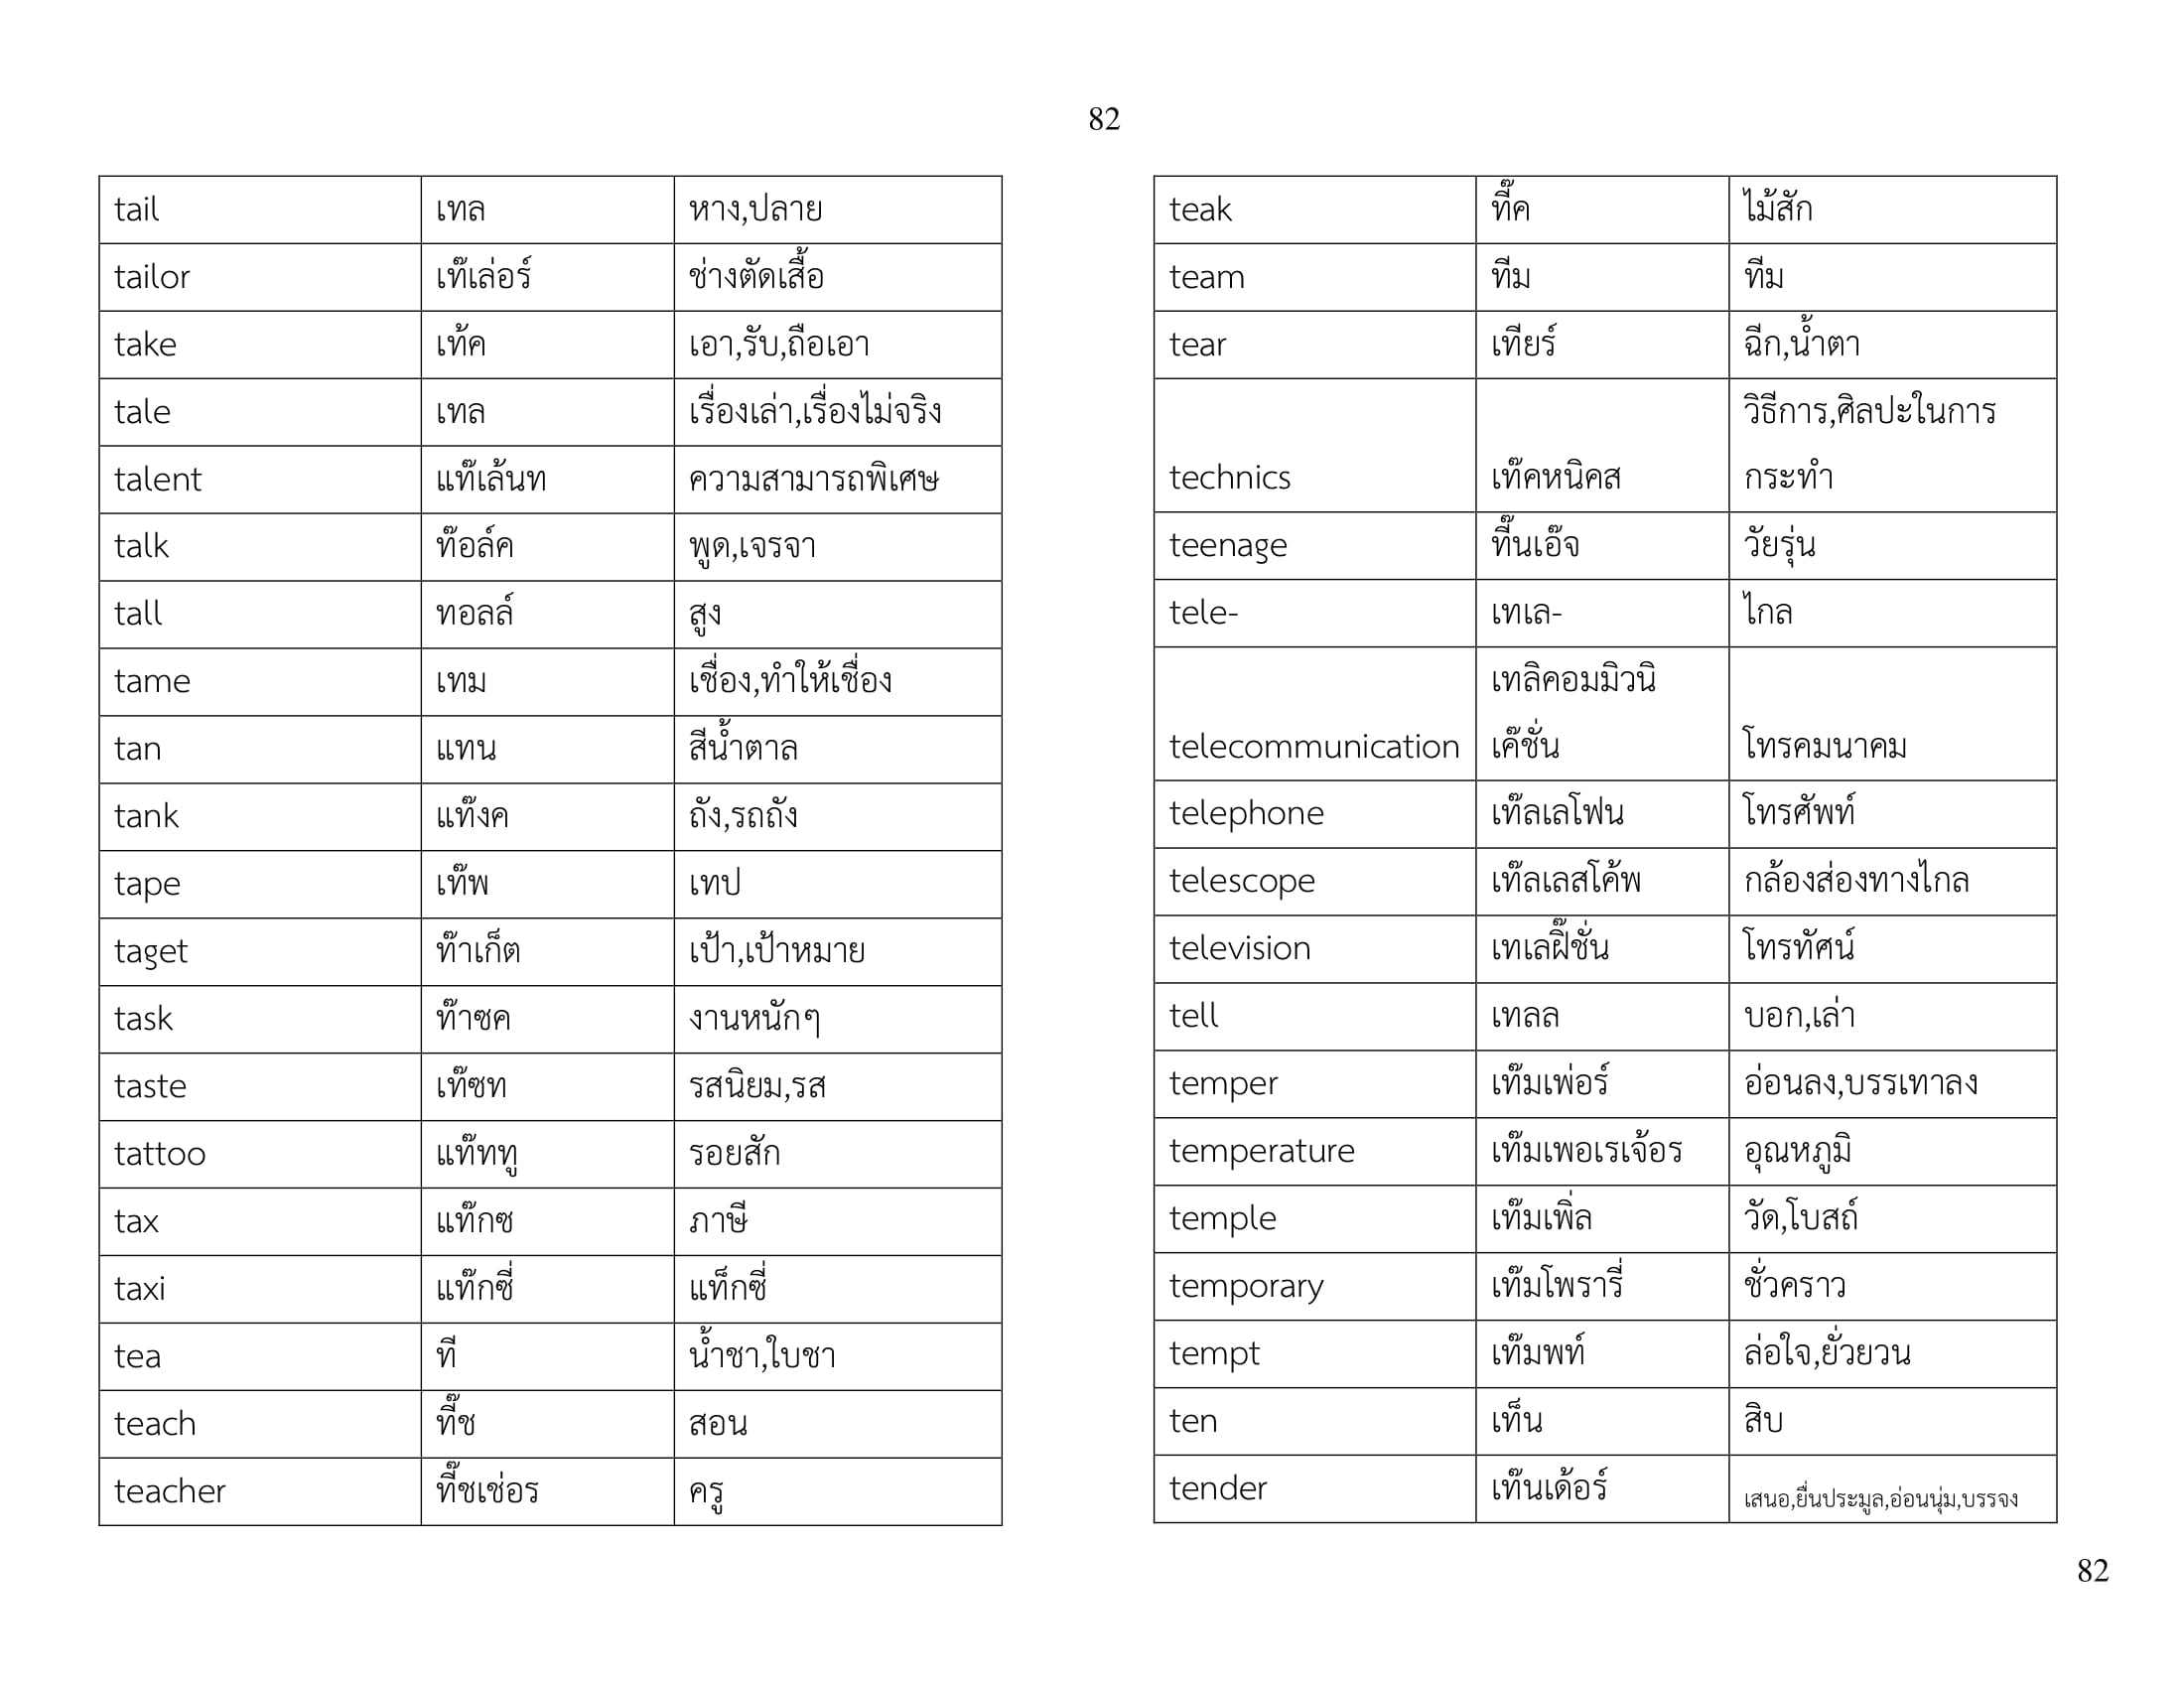 82
tail เทล หาง,ปลาย
tailor เท๊เล่อร์ ช่างตัดเสื้อ
take เท้ค เอา,รับ,ถือเอา
tale เทล เรื่องเล่า,เรื่องไม่จริง
talent แท๊เล้นท ความสามารถพิเศษ
talk ท๊อล์ค พูด,เจรจา
tall ทอลล์ สูง
tame เทม เชื่อง,ทำให้เชื่อง
tan แทน สีน้ำตาล
tank แท๊งค ถัง,รถถัง
tape เท๊พ เทป
taget ท๊าเก็ต เป้า,เป้าหมาย
task ท๊าซค งานหนักๆ
taste เท๊ซท รสนิยม,รส
tattoo แท๊ททู รอยสัก
tax แท๊กซ ภาษี
taxi แท๊กซี่ แท็กซี่
tea ที น้ำชา,ใบชา
teach ที๊ช สอน
teacher ที๊ชเช่อร ครู
teak ที๊ค ไม้สัก
team ทีม ทีม
tear เทียร์ ฉีก,น้ำตา
วิธีการ,ศิลปะในการ
technics เท๊คหนิคส กระทำ
teenage ที๊นเอ๊จ วัยรุ่น
tele- เทเล- ไกล
เทลิคอมมิวนิ
telecommunication เค๊ชั่น โทรคมนาคม
telephone เท๊ลเลโฟน โทรศัพท์
telescope เท๊ลเลสโค้พ กล้องส่องทางไกล
television เทเลฝิ๊ชั่น โทรทัศน์
tell เทลล บอก,เล่า
temper เท๊มเพ่อร์ อ่อนลง,บรรเทาลง
temperature เท๊มเพอเรเจ้อร อุณหภูมิ
temple เท๊มเพิ่ล วัด,โบสถ์
temporary เท๊มโพรารี่ ชั่วคราว
tempt เท๊มพท์ ล่อใจ,ยั่วยวน
ten เท็น สิบ
tender เท๊นเด้อร์ เสนอ,ยื่นประมูล,อ่อนนุ่ม,บรรจง
82